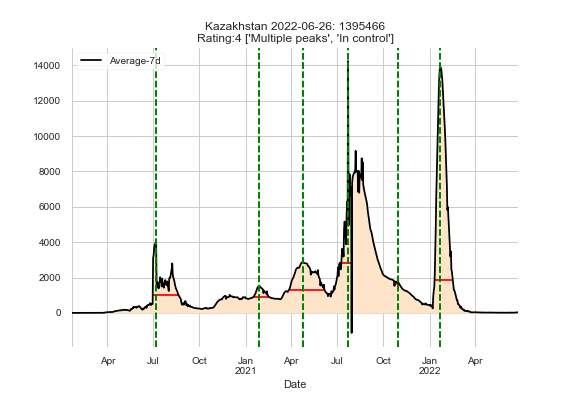 Kazakhstan 2022-06-26: 1395466
Rating:4 ['Multiple peaks', 'In control']
Average-7d
14000
12000
10000
8000
6000
4000
2000
0
Apr Jul Oct Jan Apr Jul Oct Jan Apr
2021 2022
Date